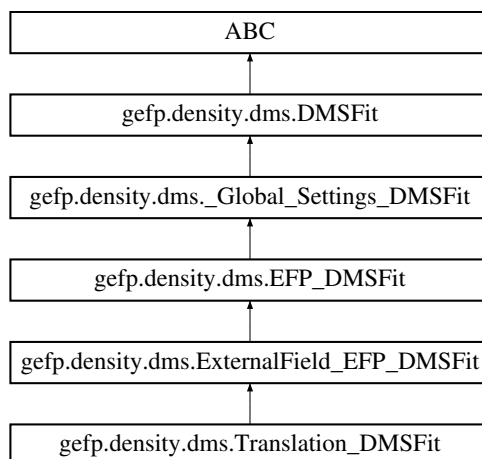 ABC
gefp.density.dms.DMSFit
gefp.density.dms._Global_Settings_DMSFit
gefp.density.dms.EFP_DMSFit
gefp.density.dms.ExternalField_EFP_DMSFit
gefp.density.dms.Translation_DMSFit